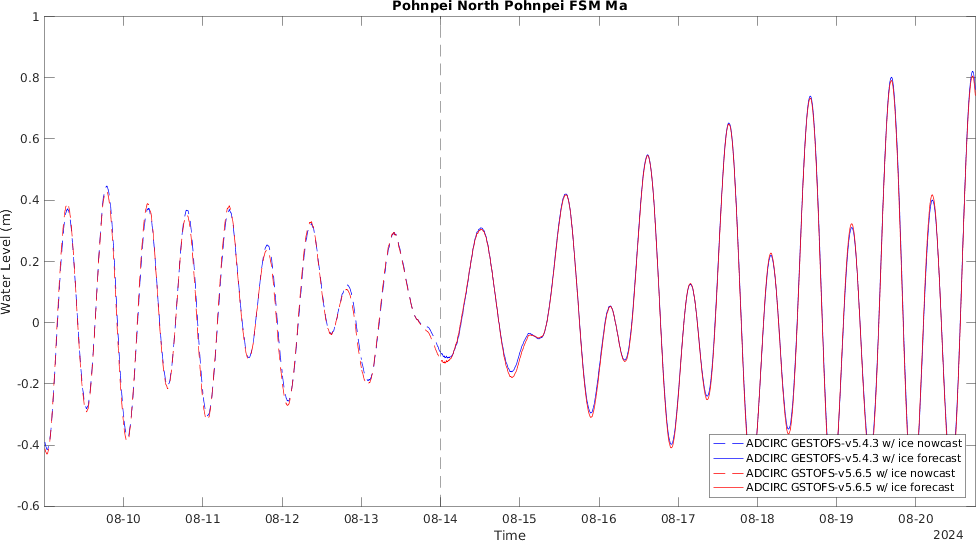 Pohnpei North Pohnpei FSM Ma
Water Level (m)
1
0.8
0.6
0.4
0.2
0
-0.2
-0.4
-0.6
ADCIRC GESTOFS-v5.4.3 w/ ice nowcast
ADCIRC GESTOFS-v5.4.3 w/ ice forecast
ADCIRC GSTOFS-v5.6.5 w/ ice nowcast
ADCIRC GSTOFS-v5.6.5 w/ ice forecast
08-10 08-11 08-12 08-13 08-14 08-15 08-16 08-17 08-18 08-19 08-20
Time
2024